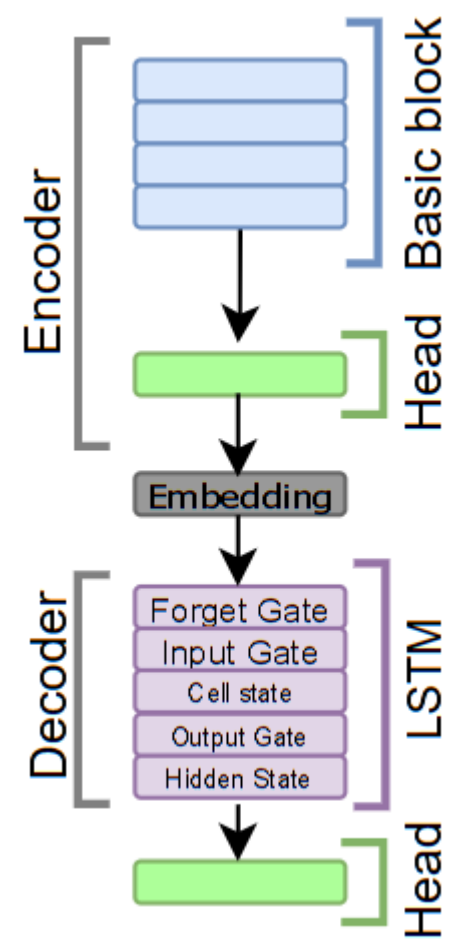 Encoder
Basic block
Head
Embedding
Decoder
Forget Gate
Input Gate
Cell state
Output Gate
Hidden State
LSTM
Head